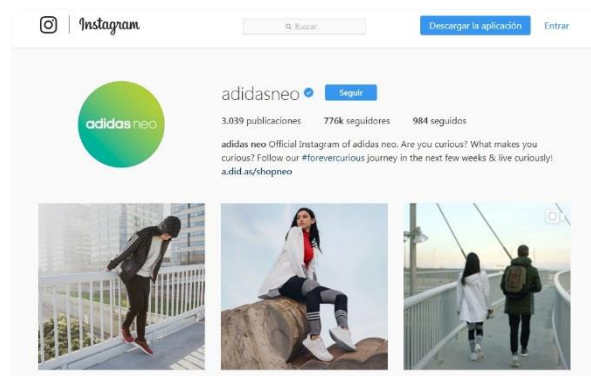 Instagram
Buscar
Descargar la aplicación
Entrar
adidas neo
adidasneo
Seguir
3.039 publicaciones 776k seguidores 984 seguidos
adidas neo Official Instagram of adidas neo. Are you curious? What makes you
curious? Follow our #forevercurious journey in the next few weeks & live curiously!
a.did.as/shopneo